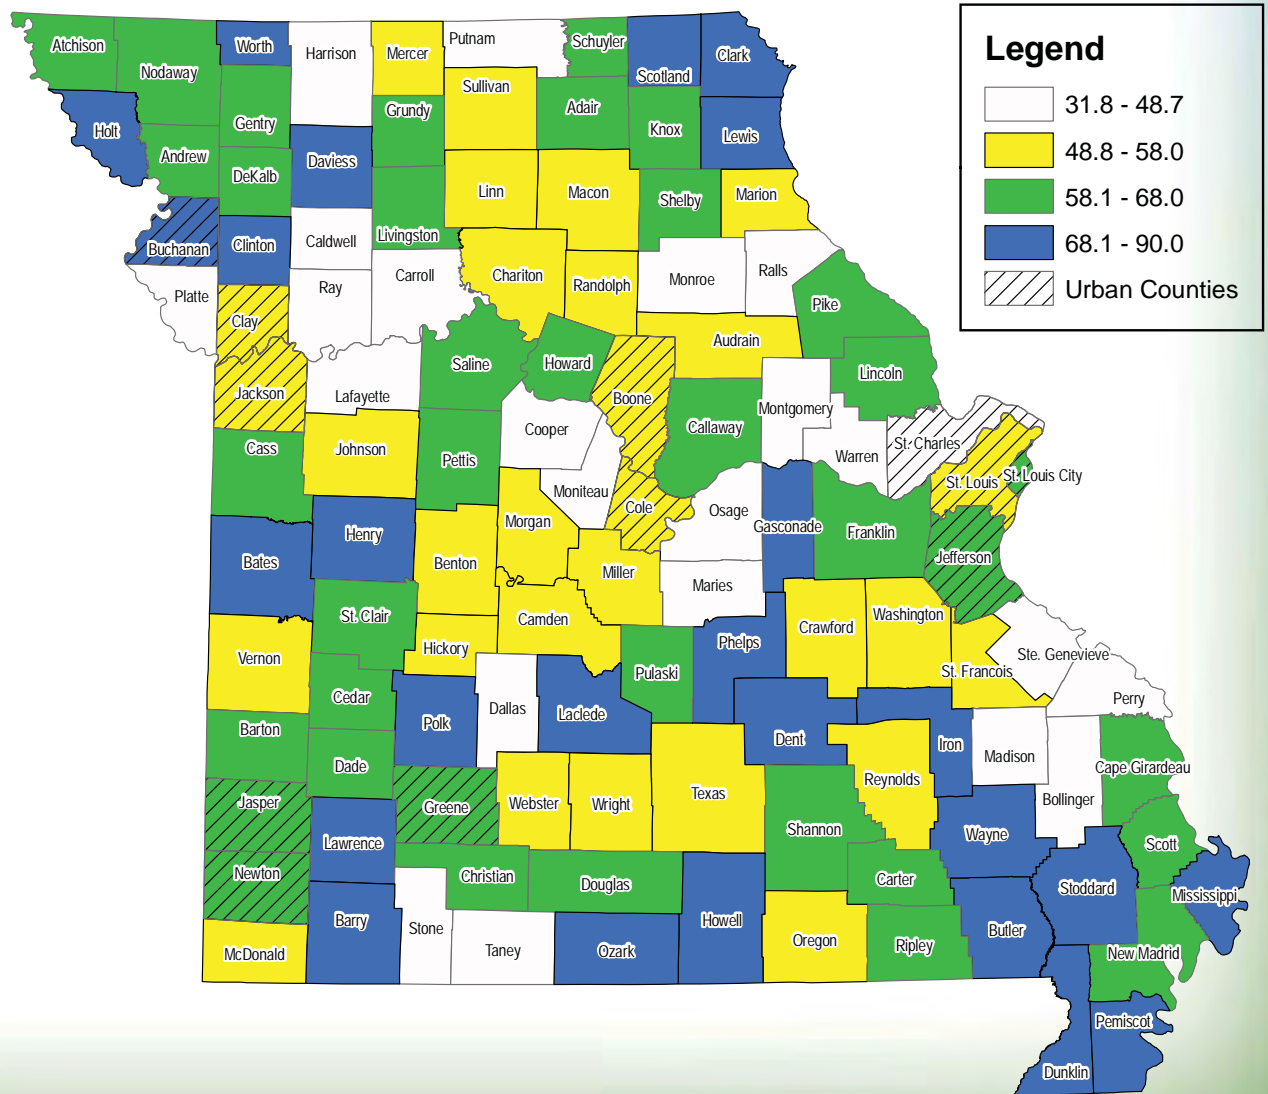 Legend
31.8 - 48.7
48.8 - 58.0
58.1 - 68.0
68.1 - 90.0
Urban Counties
Atchison
Nodaway
Worth
Harrison
Mercer
Putnam
Schuyler
Scotland
Clark
Sullivan
Adair
Knox
Lewis
Holt
Andrew
Gentry
DeKalb
Daviess
Grundy
Livingston
Linn
Macon
Shelby
Marion
Buchanan
Clinton
Caldwell
Carroll
Chariton
Randolph
Monroe
Ralls
Pike
Platte
Clay
Ray
Saline
Howard
Audrain
Lincoln
Jackson
Lafayette
Boone
Callaway
Montgomery
Warren
St. Charles
St. Louis
St. Louis City
Cass
Johnson
Pettis
Cooper
Moniteau
Cole
Osage
Gasconade
Franklin
Jefferson
Bates
Henry
Benton
Morgan
Miller
Maries
St. Clair
Hickory
Camden
Phelps
Crawford
Washington
St. Francois
Ste. Genevieve
Perry
Vernon
Cedar
Polk
Dallas
Laclede
Pulaski
Dent
Iron
Madison
Bollinger
Cape Girardeau
Barton
Dade
Jasper
Greene
Webster
Wright
Texas
Reynolds
Shannon
Wayne
Scott
Lawrence
Newton
Christian
Douglas
Howell
Carter
Stoddard
Mississippi
Barry
Stone
Taney
Ozark
Oregon
Ripley
Butler
New Madrid
McDonald
Pemiscot
Dunklin